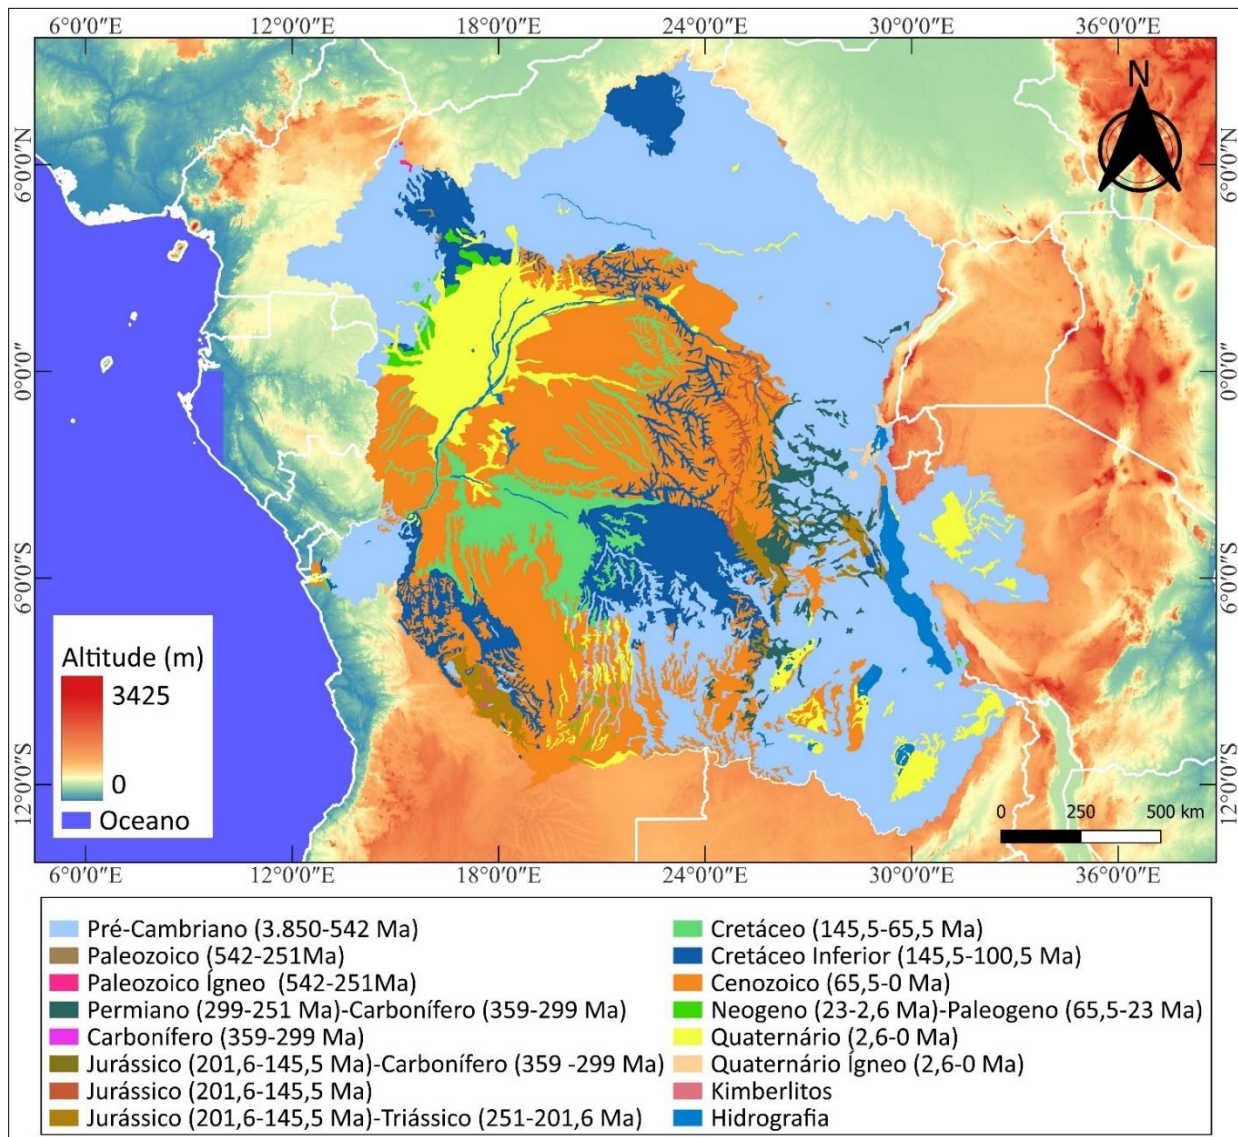 6°0'0"E 12°0'0"E 18°0'0"E 24°0'0"E 30°0'0"E 36°0'0"E
N
6°0'0"N 6°0'0"N
0°0'0" 0°0'0"
6°0'0"S 6°0'0"S
12°0'0"S 12°0'0"S
Altitude (m)
3425
0
Oceano
0 250 500 km
6°0'0"E 12°0'0"E 18°0'0"E 24°0'0"E 30°0'0"E 36°0'0"E
Pré-Cambriano (3.850-542 Ma)
Paleozoico (542-251Ma)
Paleozoico Ígneo (542-251Ma)
Permiano (299-251 Ma)-Carbonífero (359-299 Ma)
Carbonífero (359-299 Ma)
Jurássico (201,6-145,5 Ma)-Carbonífero (359 -299 Ma)
Jurássico (201,6-145,5 Ma)
Jurássico (201,6-145,5 Ma)-Triássico (251-201,6 Ma)
Cretáceo (145,5-65,5 Ma)
Cretáceo Inferior (145,5-100,5 Ma)
Cenozoico (65,5-0 Ma)
Neogeno (23-2,6 Ma)-Paleogeno (65,5-23 Ma)
Quaternário (2,6-0 Ma)
Quaternário Ígneo (2,6-0 Ma)
Kimberlitos
Hidrografia